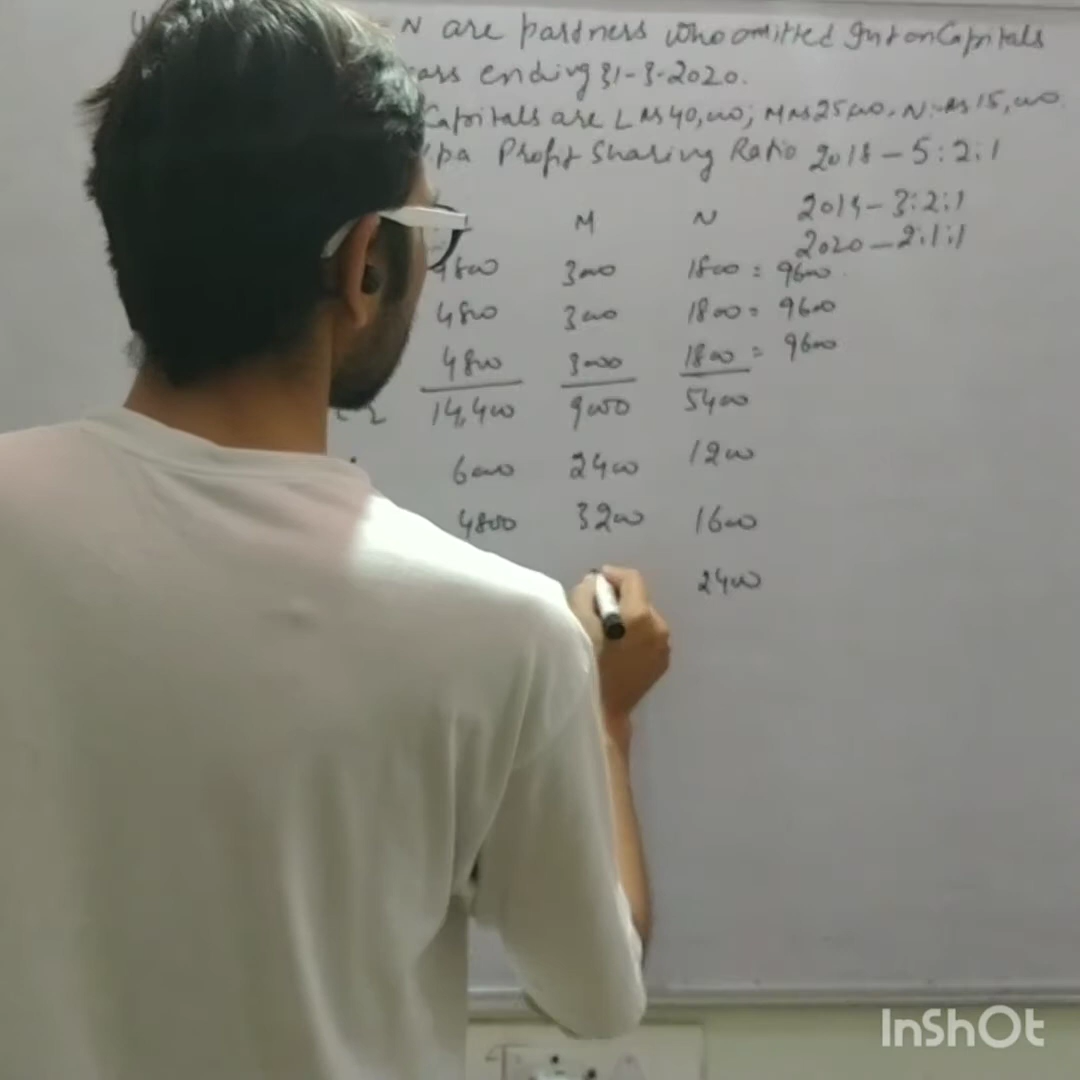 N are partners who omitted Int on Capitals
ending 31-3-2020.
Capitals are L Rs 40,000; M Rs 25000, N:- Rs 15,000
pa Profit Sharing Ratio 2018 - 5:2:1
M N 2019 - 3:2:1
2020 - 2:1:1
4800 3000 1800 = 9600
4800 3000 1800 = 9600
4800 3000 1800 = 9600
14,400 9000 5400
6000 2400 1200
4800 3200 1600
2400
InShOt